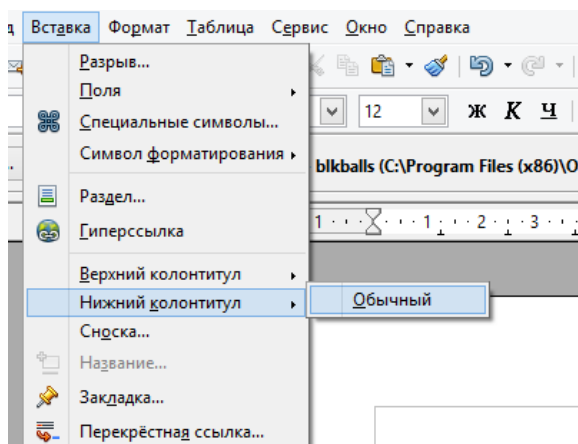 д Вставка Формат Таблица Сервис Окно Справка
Разрыв...
Поля
12 Ж К Ч
Специальные символы...
Символ форматирования
blkballs (C:\Program Files (x86)\O
Раздел...
1 1 2 3
Гиперссылка
Верхний колонтитул
Нижний колонтитул Обычный
Сноска...
Название...
Закладка...
Перекрёстная ссылка...